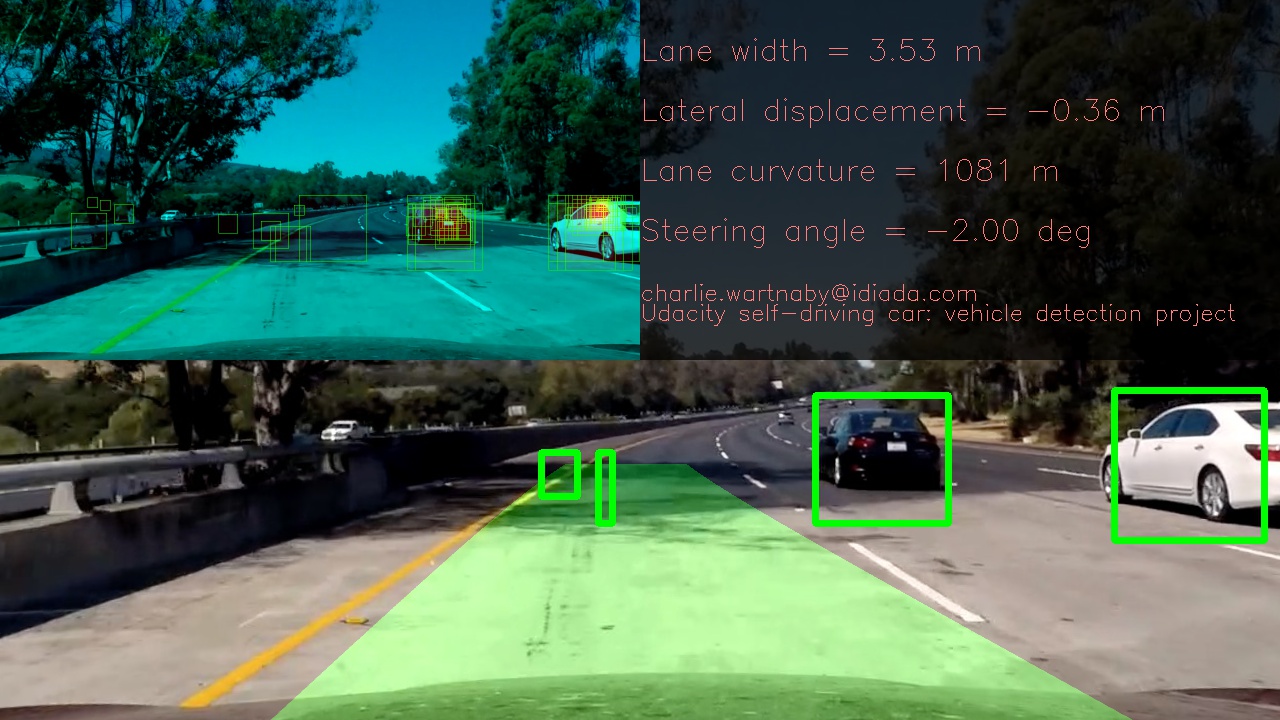 Lane width = 3.53 m
Lateral displacement = −0.36 m
Lane curvature = 1081 m
Steering angle = −2.00 deg
charlie.wartnaby@idiada.com
Udacity self−driving car: vehicle detection project